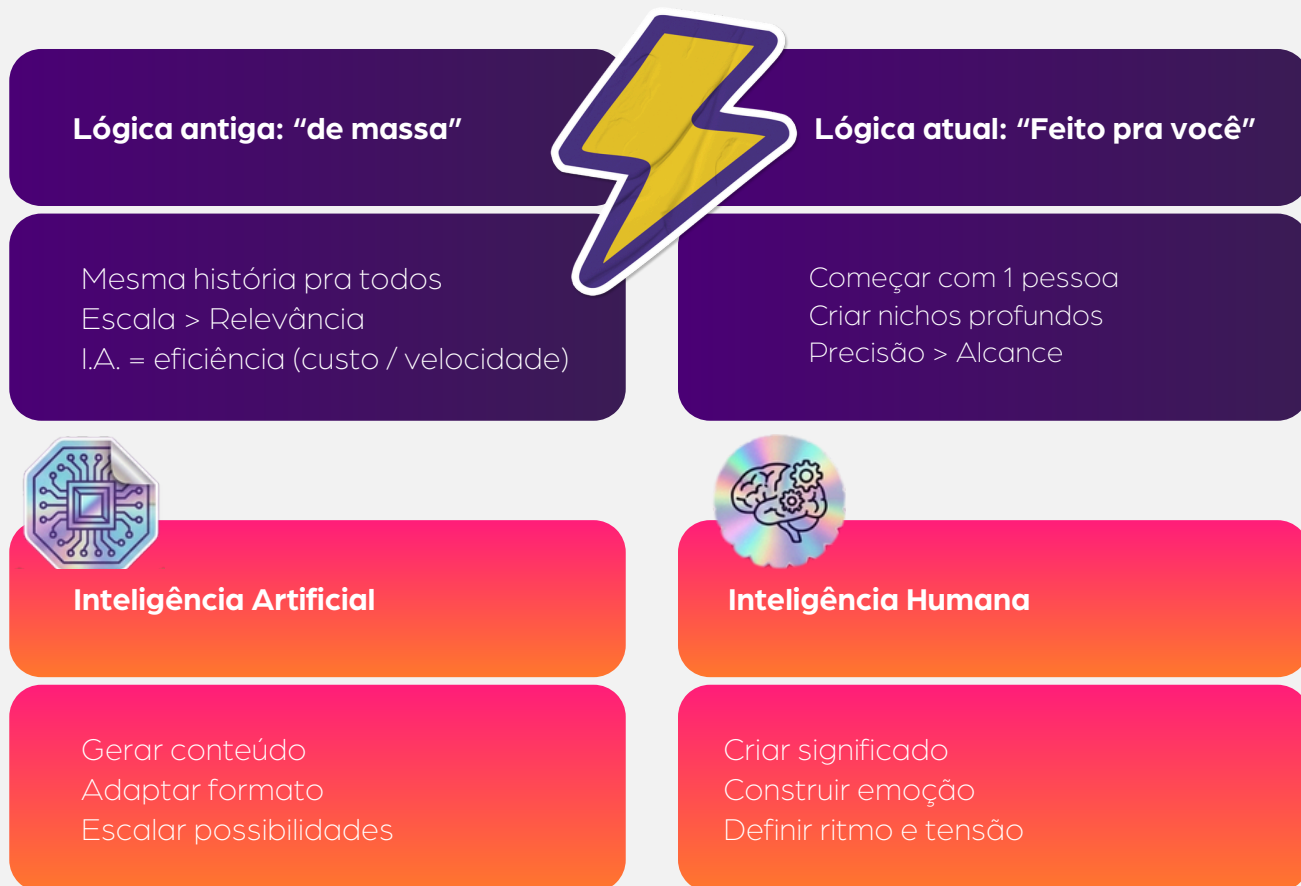 Lógica antiga: “de massa”
Lógica atual: “Feito pra você”
Mesma história pra todos
Escala > Relevância
I.A. = eficiência (custo / velocidade)
Começar com 1 pessoa
Criar nichos profundos
Precisão > Alcance
Inteligência Artificial
Inteligência Humana
Gerar conteúdo
Adaptar formato
Escalar possibilidades
Criar significado
Construir emoção
Definir ritmo e tensão